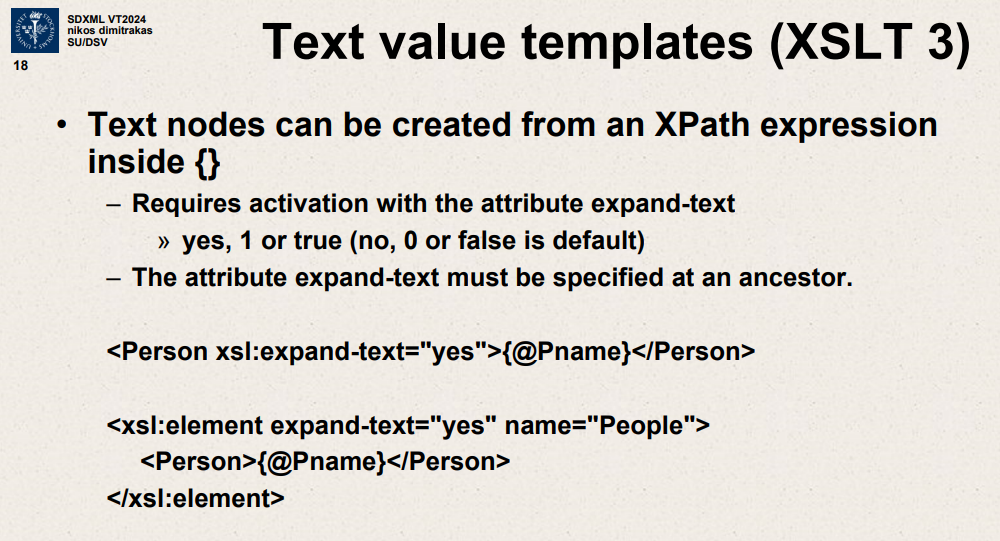 SDXML VT2024
nikos dimitrakas
SU/DSV
18
Text value templates (XSLT 3)
• Text nodes can be created from an XPath expression
inside {}
– Requires activation with the attribute expand-text
» yes, 1 or true (no, 0 or false is default)
– The attribute expand-text must be specified at an ancestor.
<Person xsl:expand-text="yes">{@Pname}</Person>
<xsl:element expand-text="yes" name="People">
<Person>{@Pname}</Person>
</xsl:element>